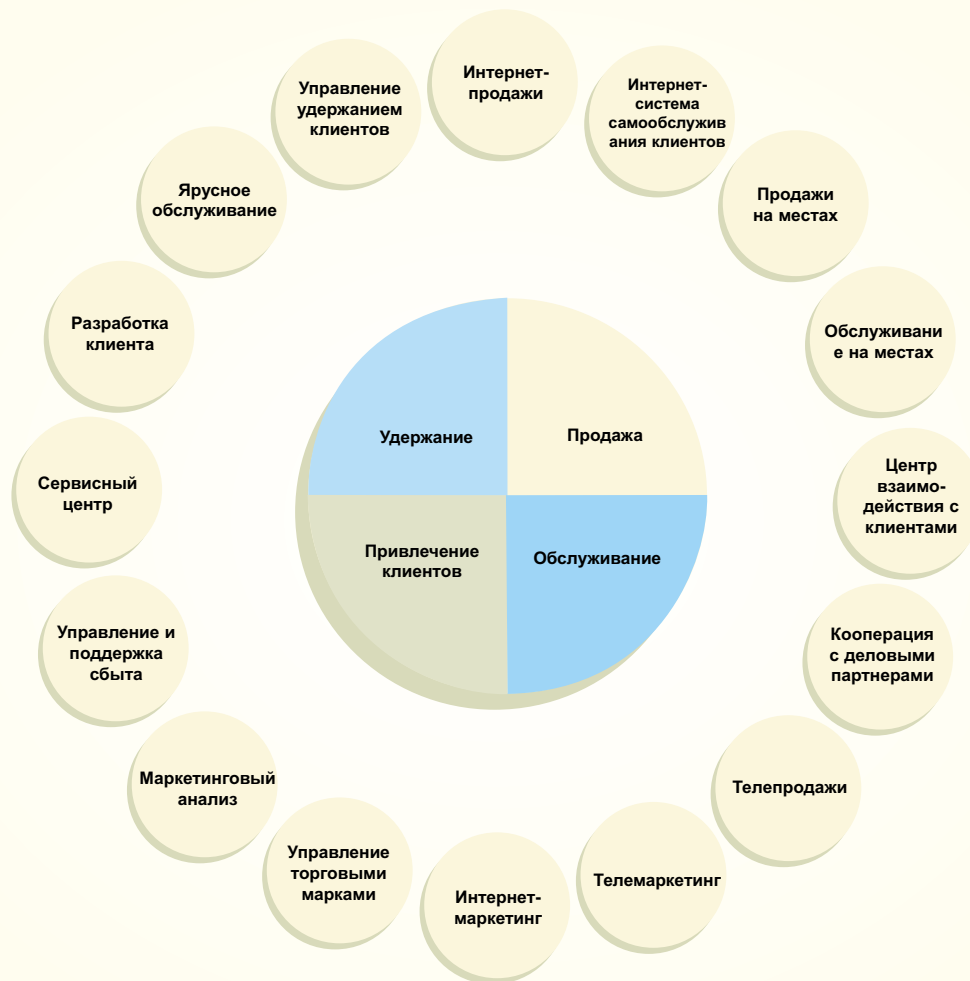 Интернет-
продажи
Интернет-
система
самообслужив
ания клиентов
Продажи
на местах
Обслуживани
е на местах
Центр
взаимо-
действия с
клиентами
Кооперация
с деловыми
партнерами
Телепродажи
Телемаркетинг
Интернет-
маркетинг
Управление
торговыми
марками
Маркетинговый
анализ
Управление и
поддержка
сбыта
Сервисный
центр
Разработка
клиента
Ярусное
обслуживание
Управление
удержанием
клиентов
Удержание
Продажа
Привлечение
клиентов
Обслуживание